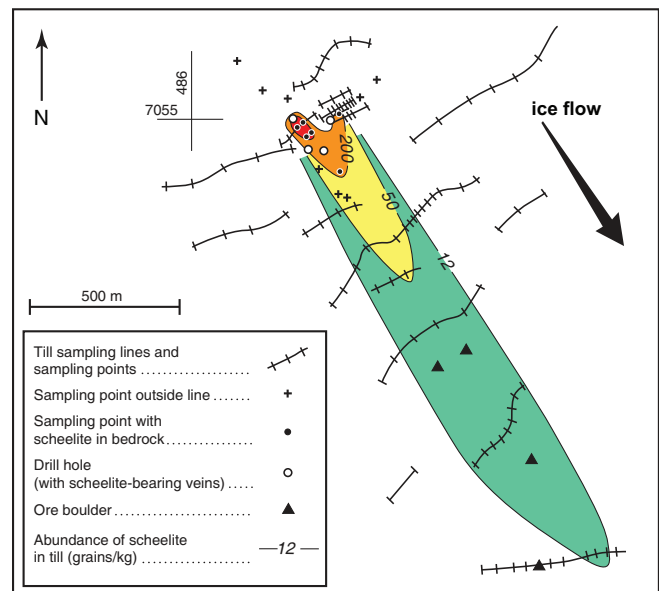 486
7055
N
ice flow
200
50
12
500 m
Till sampling lines and
sampling points ....................
Sampling point outside line .......
Sampling point with
scheelite in bedrock................
Drill hole
(with scheelite-bearing veins) .....
Ore boulder...........................
Abundance of scheelite
in till (grains/kg) ....................
12